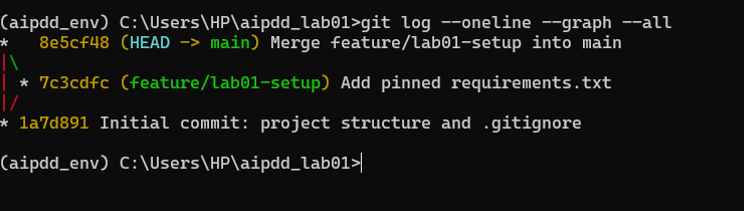 (aipdd_env) C:\Users\HP\aipdd_lab01>git log --oneline --graph --all
*   8e5cf48 (HEAD -> main) Merge feature/lab01-setup into main
|\
| * 7c3cdfc (feature/lab01-setup) Add pinned requirements.txt
|/
* 1a7d891 Initial commit: project structure and .gitignore
(aipdd_env) C:\Users\HP\aipdd_lab01>